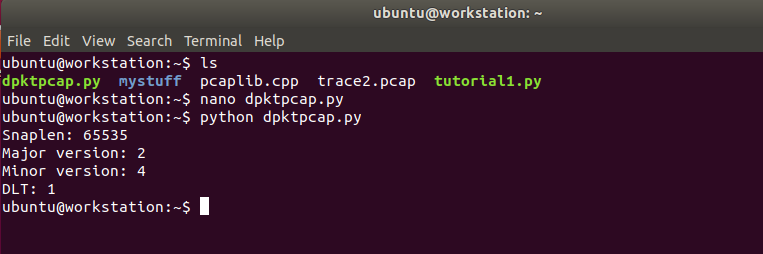 ubuntu@workstation: ~
File Edit View Search Terminal Help
ubuntu@workstation:~$ ls
dpktpcap.py mystuff pcaplib.cpp trace2.pcap tutorial1.py
ubuntu@workstation:~$ nano dpktpcap.py
ubuntu@workstation:~$ python dpktpcap.py
Snaplen: 65535
Major version: 2
Minor version: 4
DLT: 1
ubuntu@workstation:~$